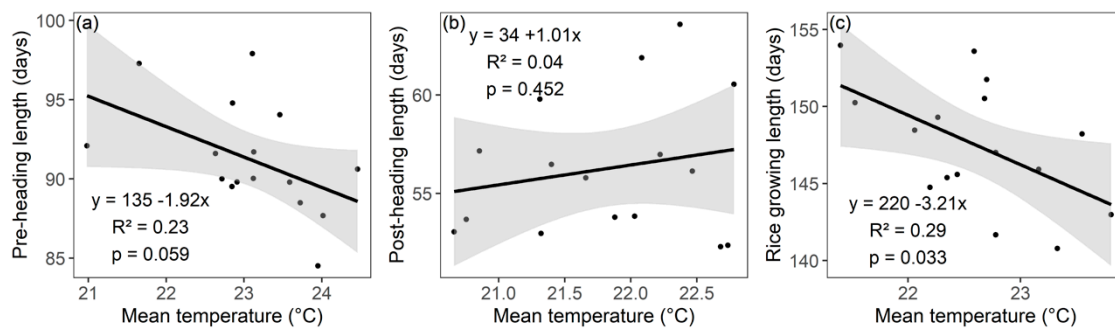 (a)
Pre-heading length (days)
100
95
90
85
y = 135 -1.92x
R² = 0.23
p = 0.059
21
22
23
24
Mean temperature (°C)
(b)
Post-heading length (days)
60
55
y = 34 +1.01x
R² = 0.04
p = 0.452
21.0
21.5
22.0
22.5
Mean temperature (°C)
(c)
Rice growing length (days)
155
150
145
140
y = 220 -3.21x
R² = 0.29
p = 0.033
22
23
Mean temperature (°C)